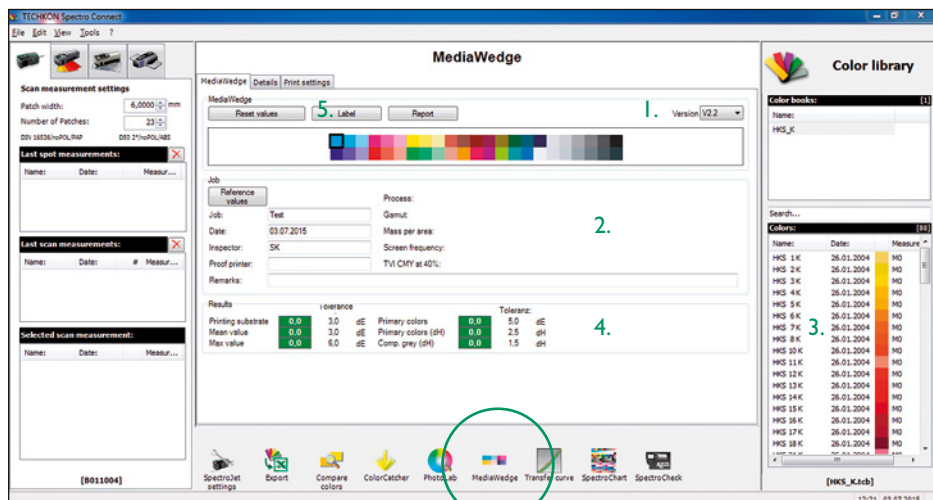 TECHKON Spectro Connect
File Edit View Tools ?
MediaWedge
Color library
MediaWedge Details Print settings
Scan measurement settings
Patch width: 6,0000 mm
Number of Patches: 23
DIN 16536/noPOL/PAP D50 2°/noPOL/ABS
Last spot measurements:
Name: Date: Measur...
Last scan measurements:
Name: Date: # Measur...
Selected scan measurement:
Name: Date: Measur...
[B011004]
MediaWedge
Reset values 5. Label Report 1. Version V2.2
Job
Reference values
Job: Test
Date: 03.07.2015
Inspector: SK
Proof printer:
Remarks:
Process:
Gamut:
Mass per area:
Screen frequency:
TVI CMY at 40%:
2.
Results
Tolerance Toleranz
Printing substrate 0,0 3.0 dE Primary colors 0,0 5.0 dE
Mean value 0,0 3.0 dE Primary colors (dH) 0,0 2.5 dH
Max value 0,0 6.0 dE Comp. grey (dH) 0,0 1.5 dH
4.
SpectroJet settings
Export
Compare colors
ColorCatcher
PhotoLab
MediaWedge
Transfer curve
SpectroChart
SpectroCheck
Color books: [1]
Name:
HKS_K
Search...
Colors: [88]
Name: Date: Measure
HKS 1 K 26.01.2004 M0
HKS 2 K 26.01.2004 M0
HKS 3 K 26.01.2004 M0
HKS 4 K 26.01.2004 M0
HKS 5 K 26.01.2004 M0
HKS 6 K 26.01.2004 M0
HKS 7 K 26.01.2004 M0
HKS 8 K 26.01.2004 M0
HKS 10 K 26.01.2004 M0
HKS 11 K 26.01.2004 M0
HKS 12 K 26.01.2004 M0
HKS 13 K 26.01.2004 M0
HKS 14 K 26.01.2004 M0
HKS 15 K 26.01.2004 M0
HKS 16 K 26.01.2004 M0
HKS 17 K 26.01.2004 M0
HKS 18 K 26.01.2004 M0
3.
[HKS_K.tcb]
12:21 03.07.2015